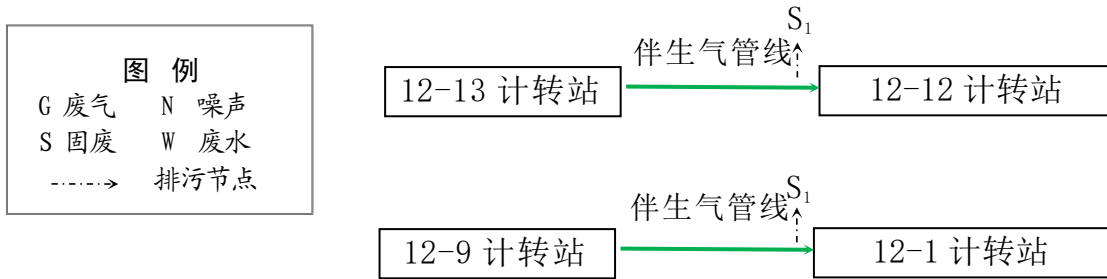 图 例
G 废气 N 噪声
S 固废 W 废水
排污节点
S₁
伴生气管线
12-13 计转站
12-12 计转站
S₁
伴生气管线
12-9 计转站
12-1 计转站